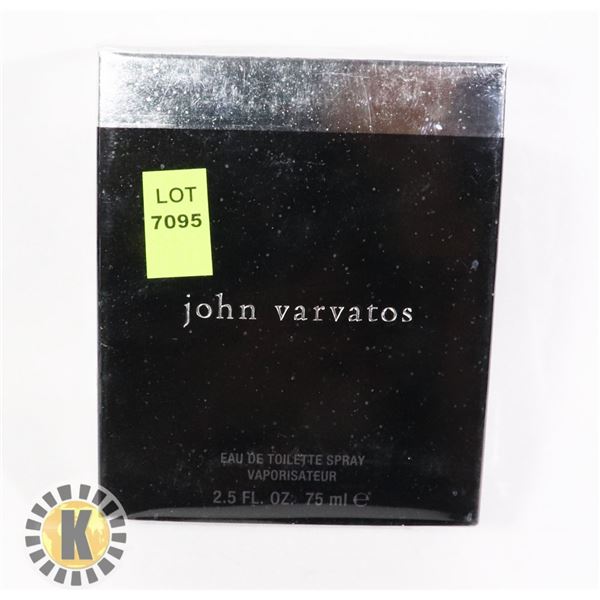 LOT
7095
john varvatos
EAU DE TOILETTE SPRAY
VAPORISATEUR
2.5 FL. OZ. 75 ml e
K